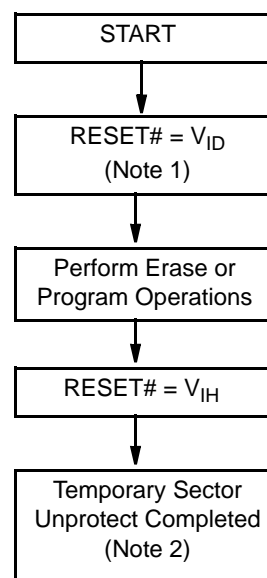 START
RESET# = VID
(Note 1)
Perform Erase or
Program Operations
RESET# = VIH
Temporary Sector
Unprotect Completed
(Note 2)